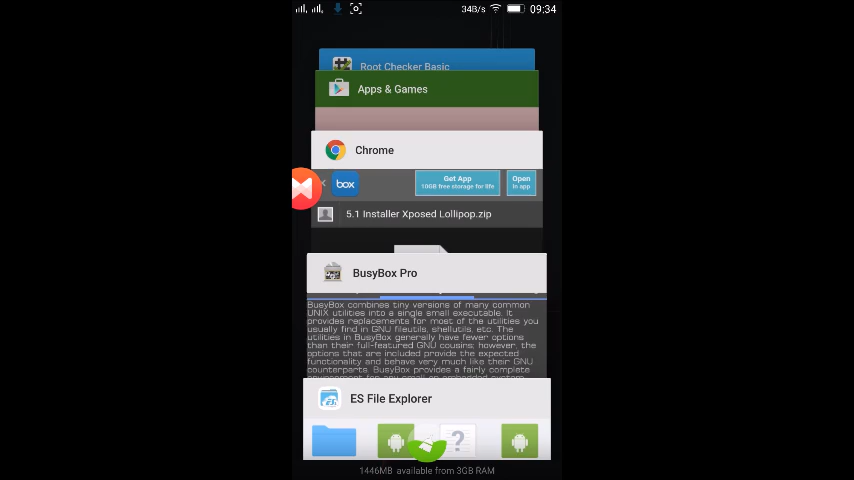 34B/s 09:34
Root Checker Basic
Apps & Games
Chrome
box
Get App
10GB free storage for life
Open
in app
5.1 Installer Xposed Lollipop.zip
BusyBox Pro
BusyBox combines tiny versions of many common
UNIX utilities into a single small executable. It
provides replacements for most of the utilities you
usually find in GNU fileutils, shellutils, etc. The
utilities in BusyBox generally have fewer options
than their full-featured GNU cousins; however, the
options that are included provide the expected
functionality and behave very much like their GNU
counterparts. BusyBox provides a fairly complete
ES File Explorer
?
1446MB available from 3GB RAM